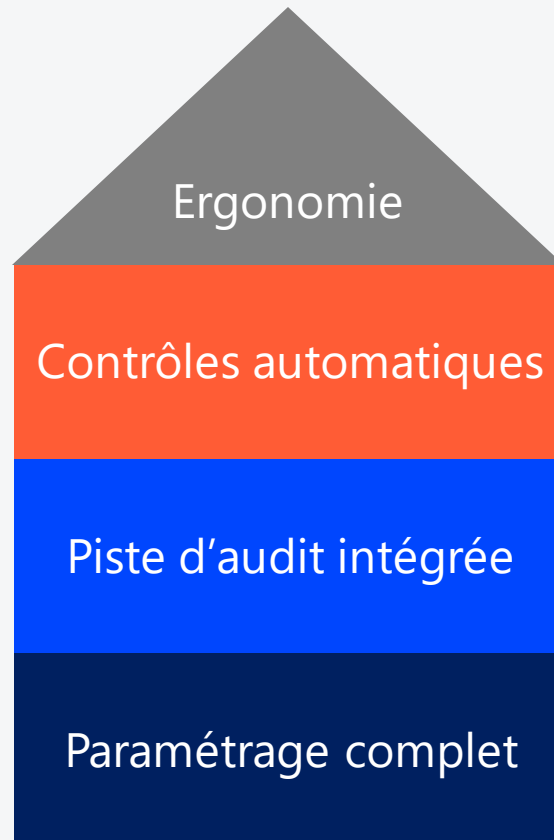 Ergonomie
Contrôles automatiques
Piste d’audit intégrée
Paramétrage complet